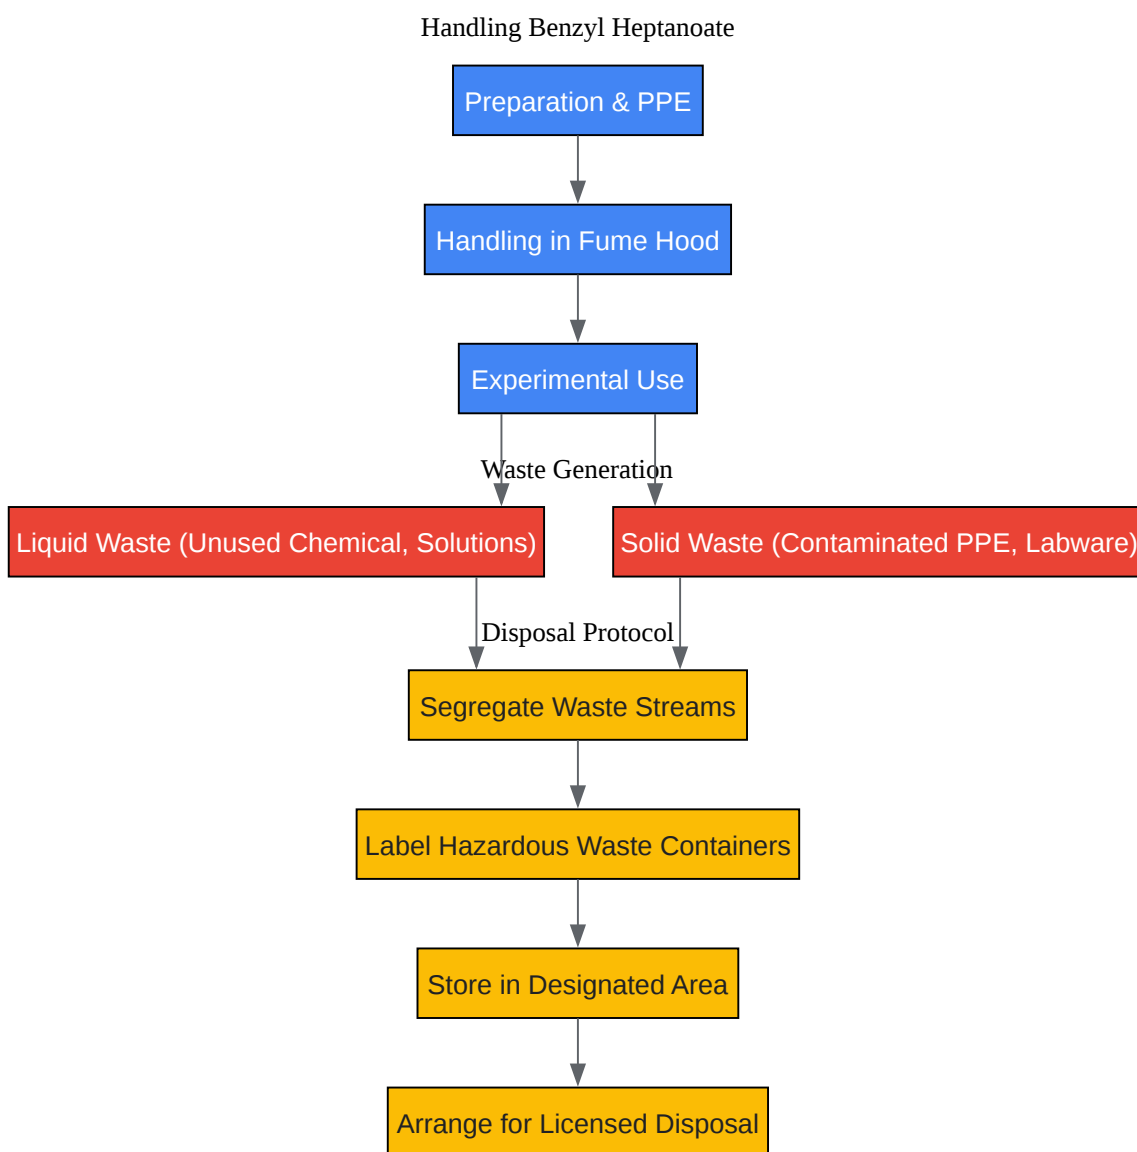 Handling Benzyl Heptanoate
Preparation & PPE
Handling in Fume Hood
Experimental Use
Waste Generation
Liquid Waste (Unused Chemical, Solutions)
Solid Waste (Contaminated PPE, Labware)
Disposal Protocol
Segregate Waste Streams
Label Hazardous Waste Containers
Store in Designated Area
Arrange for Licensed Disposal